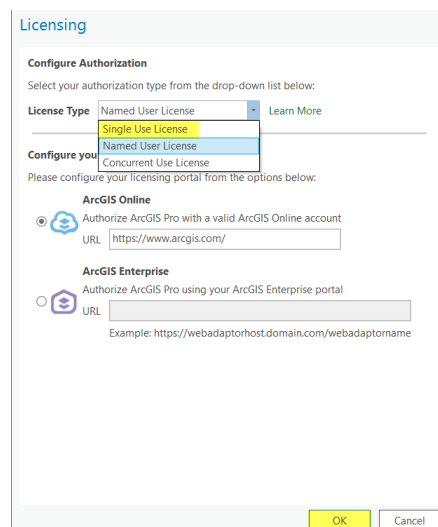 Licensing
Configure Authorization
Select your authorization type from the drop-down list below:
License Type Named User License Learn More
Single Use License
Named User License
Configure you
Concurrent Use License
Please configure your licensing portal from the options below:
ArcGIS Online
Authorize ArcGIS Pro with a valid ArcGIS Online account
URL https://www.arcgis.com/
ArcGIS Enterprise
Authorize ArcGIS Pro using your ArcGIS Enterprise portal
URL
Example: https://webadaptorhost.domain.com/webadaptorname
OK Cancel